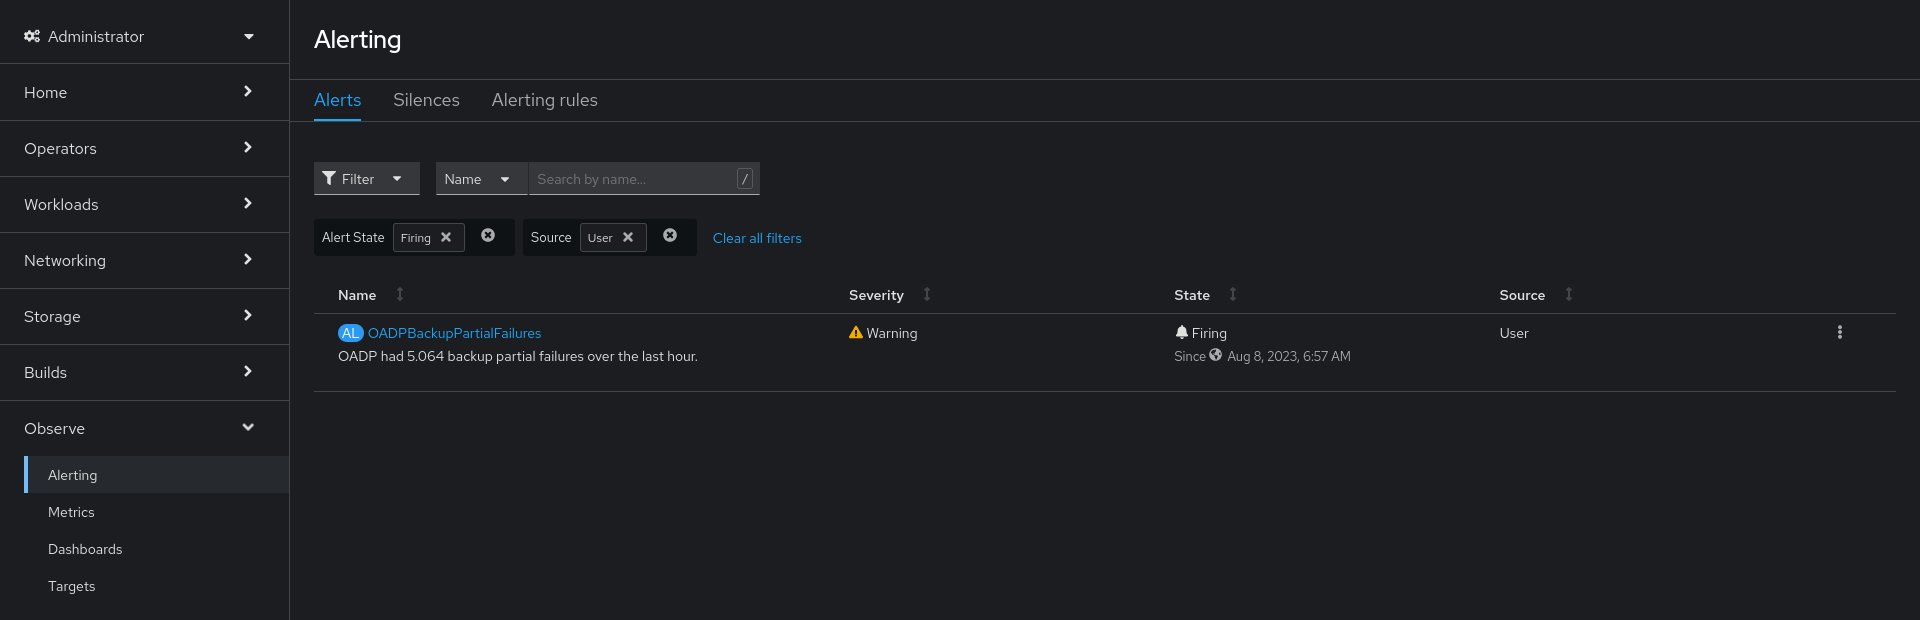 Administrator
Home
Operators
Workloads
Networking
Storage
Builds
Observe
Alerting
Metrics
Dashboards
Targets
Alerting
Alerts Silences Alerting rules
Filter Name Search by name... /
Alert State Firing Source User Clear all filters
Name Severity State Source
AL OADPBackupPartialFailures Warning Firing User
OADP had 5.064 backup partial failures over the last hour. Since Aug 8, 2023, 6:57 AM